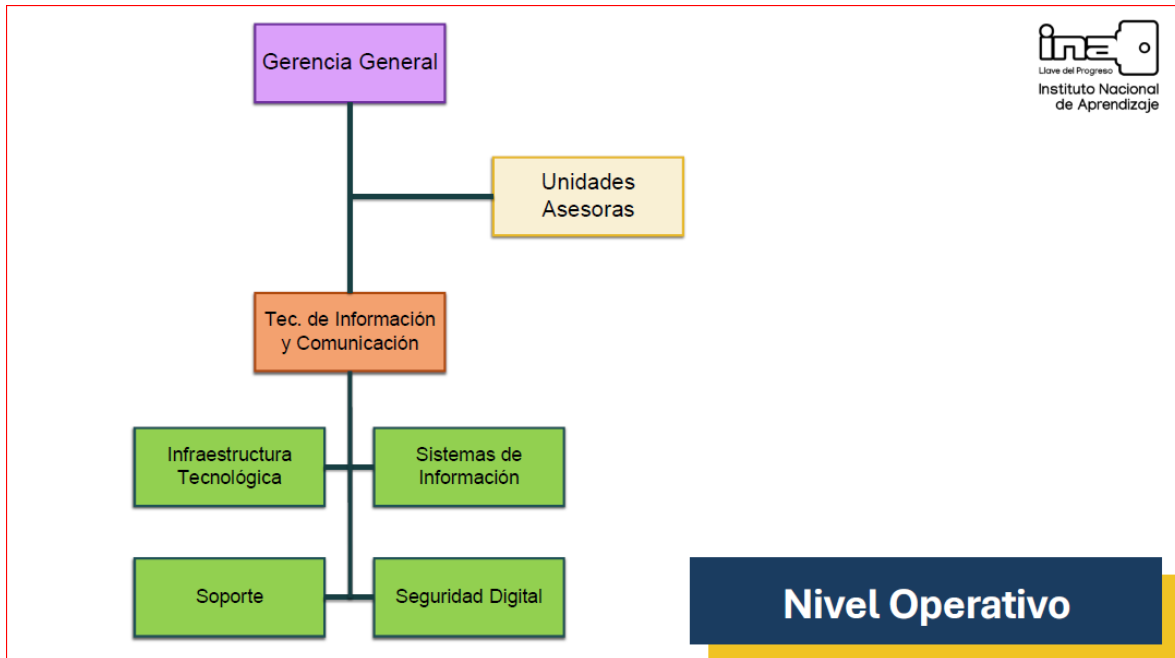 Gerencia General
ina
Llave del Progreso
Instituto Nacional
de Aprendizaje
Unidades
Asesoras
Tec. de Información
y Comunicación
Infraestructura
Tecnológica
Sistemas de
Información
Soporte
Seguridad Digital
Nivel Operativo